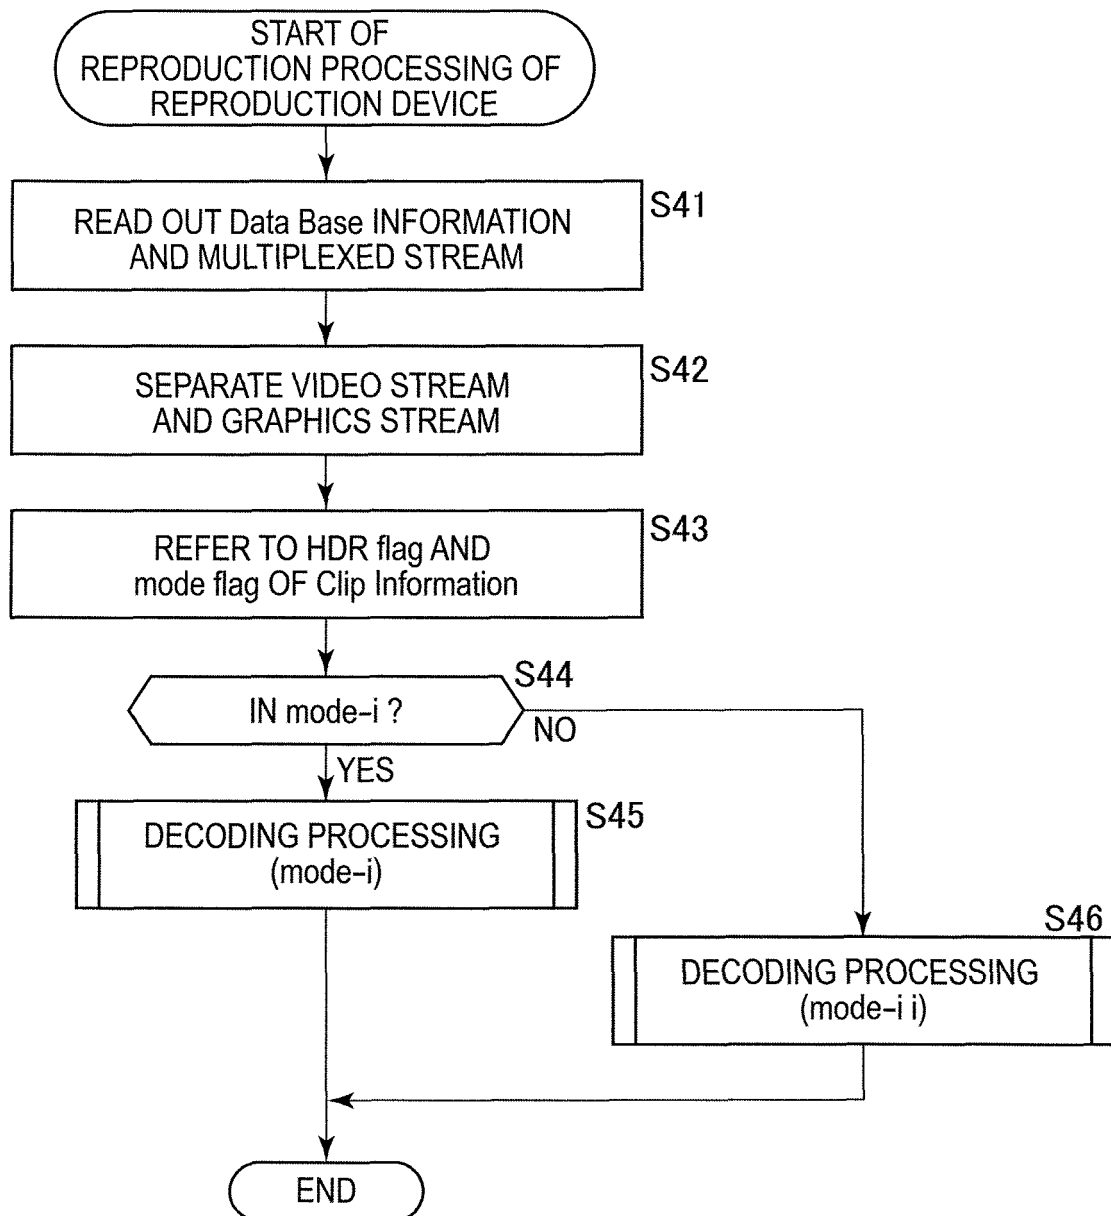 START OF
REPRODUCTION PROCESSING OF
REPRODUCTION DEVICE
S41
READ OUT Data Base INFORMATION
AND MULTIPLEXED STREAM
S42
SEPARATE VIDEO STREAM
AND GRAPHICS STREAM
S43
REFER TO HDR flag AND
mode flag OF Clip Information
S44
IN mode-i ?
NO
YES
S45
DECODING PROCESSING
(mode-i)
S46
DECODING PROCESSING
(mode-i i)
END